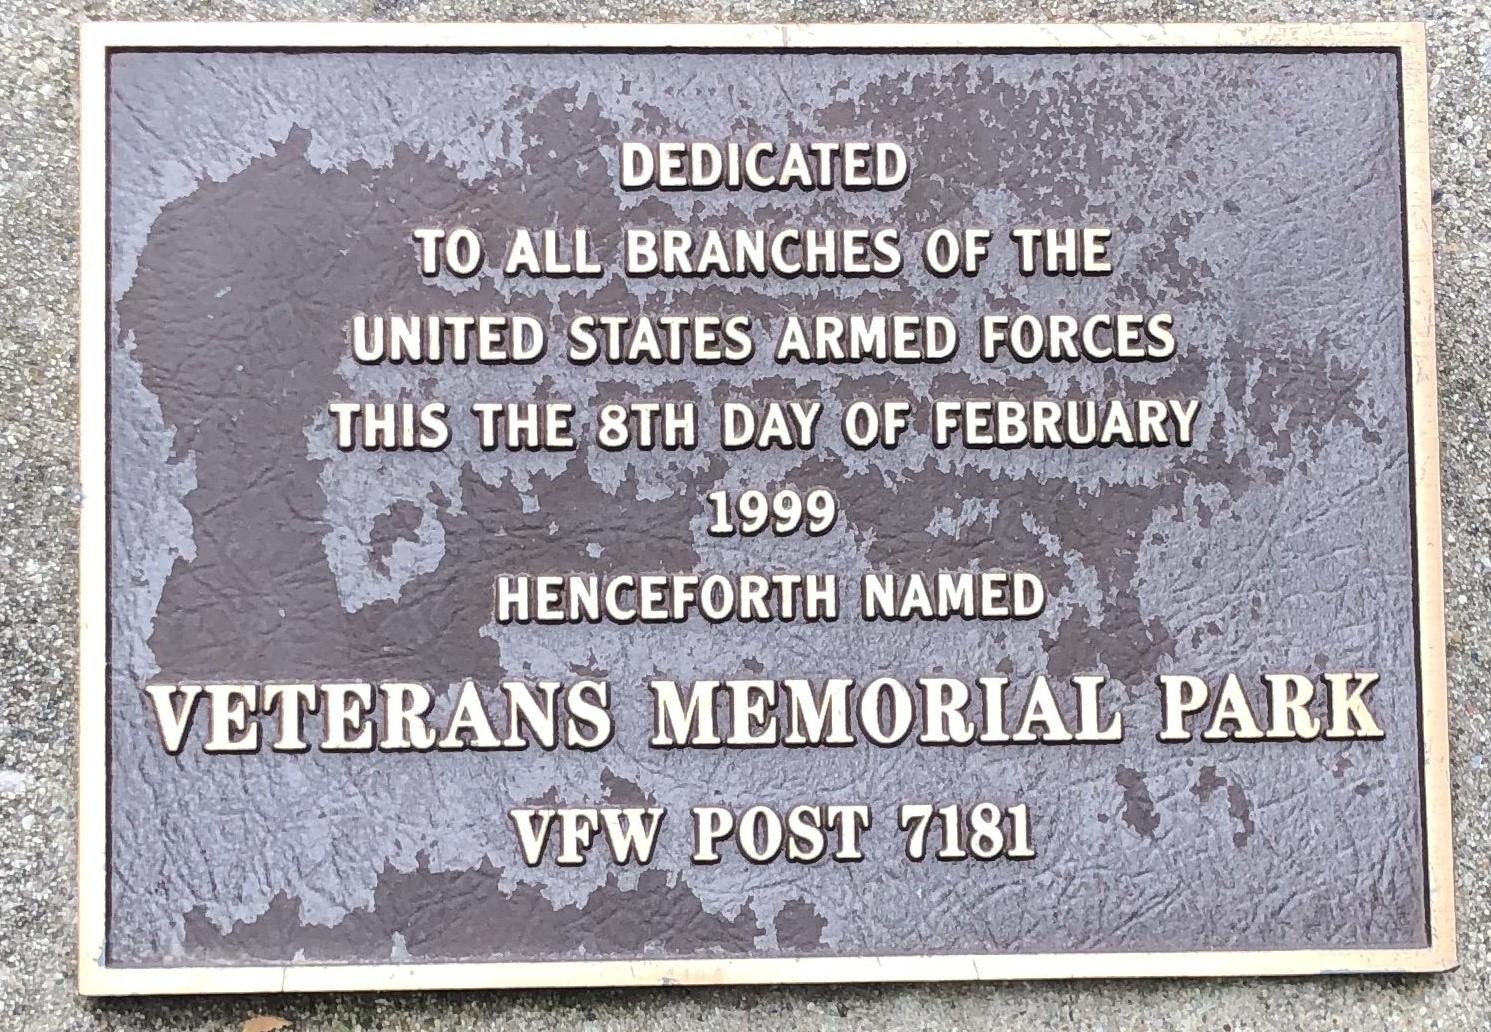 DEDICATED
TO ALL BRANCHES OF THE
UNITED STATES ARMED FORCES
THIS THE 8TH DAY OF FEBRUARY
1999
HENCEFORTH NAMED
VETERANS MEMORIAL PARK
VFW POST 7181